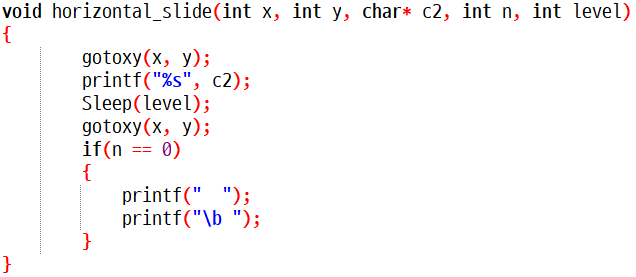 void horizontal_slide(int x, int y, char* c2, int n, int level)
{
gotoxy(x, y);
printf("%s", c2);
Sleep(level);
gotoxy(x, y);
if(n == 0)
{
printf("  ");
printf("\b ");
}
}